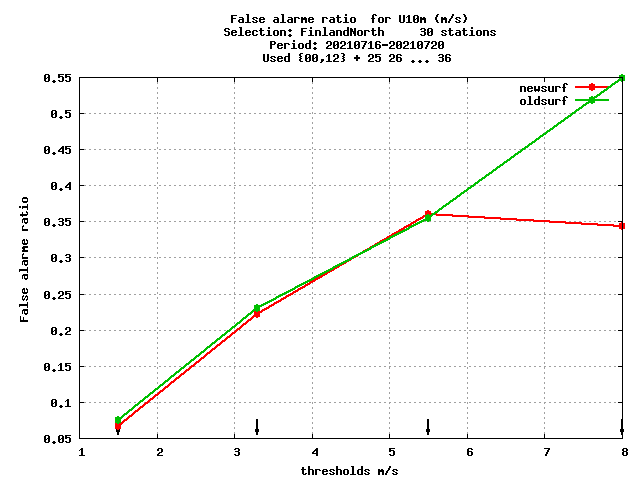 False alarme ratio  for U10m (m/s)
Selection: FinlandNorth     30 stations
Period: 20210716-20210720
Used {00,12} + 25 26 ... 36
newsurf
oldsurf
False alarme ratio
0.55
0.5
0.45
0.4
0.35
0.3
0.25
0.2
0.15
0.1
0.05
1 2 3 4 5 6 7 8
thresholds m/s